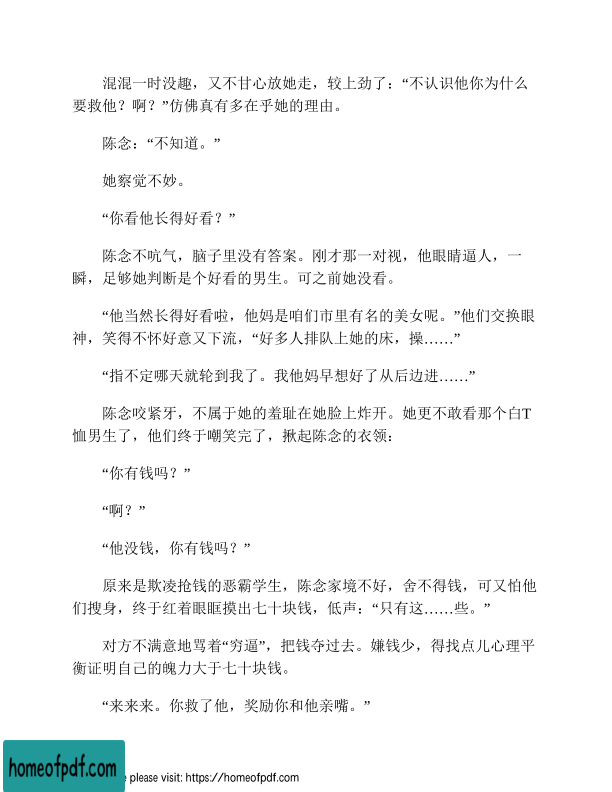 混混一时没趣，又不甘心放她走，较上劲了：“不认识他你为什么
要救他？啊？”仿佛真有多在乎她的理由。
陈念：“不知道。”
她察觉不妙。
“你看他长得好看？”
陈念不吭气，脑子里没有答案。刚才那一对视，他眼睛逼人，一
瞬，足够她判断是个好看的男生。可之前她没看。
“他当然长得好看啦，他妈是咱们市里有名的美女呢。”他们交换眼
神，笑得不怀好意又下流，“好多人排队上她的床，操……”
“指不定哪天就轮到我了。我他妈早想好了从后边进……”
陈念咬紧牙，不属于她的羞耻在她脸上炸开。她更不敢看那个白T
恤男生了，他们终于嘲笑完了，揪起陈念的衣领：
“你有钱吗？”
“啊？”
“他没钱，你有钱吗？”
原来是欺凌抢钱的恶霸学生，陈念家境不好，舍不得钱，可又怕他
们搜身，终于红着眼眶摸出七十块钱，低声：“只有这……些。”
对方不满意地骂着“穷逼”，把钱夺过去。嫌钱少，得找点儿心理平
衡证明自己的魄力大于七十块钱。
“来来来。你救了他，奖励你和他亲嘴。”
homeofpdf.com
e please visit: https://homeofpdf.com